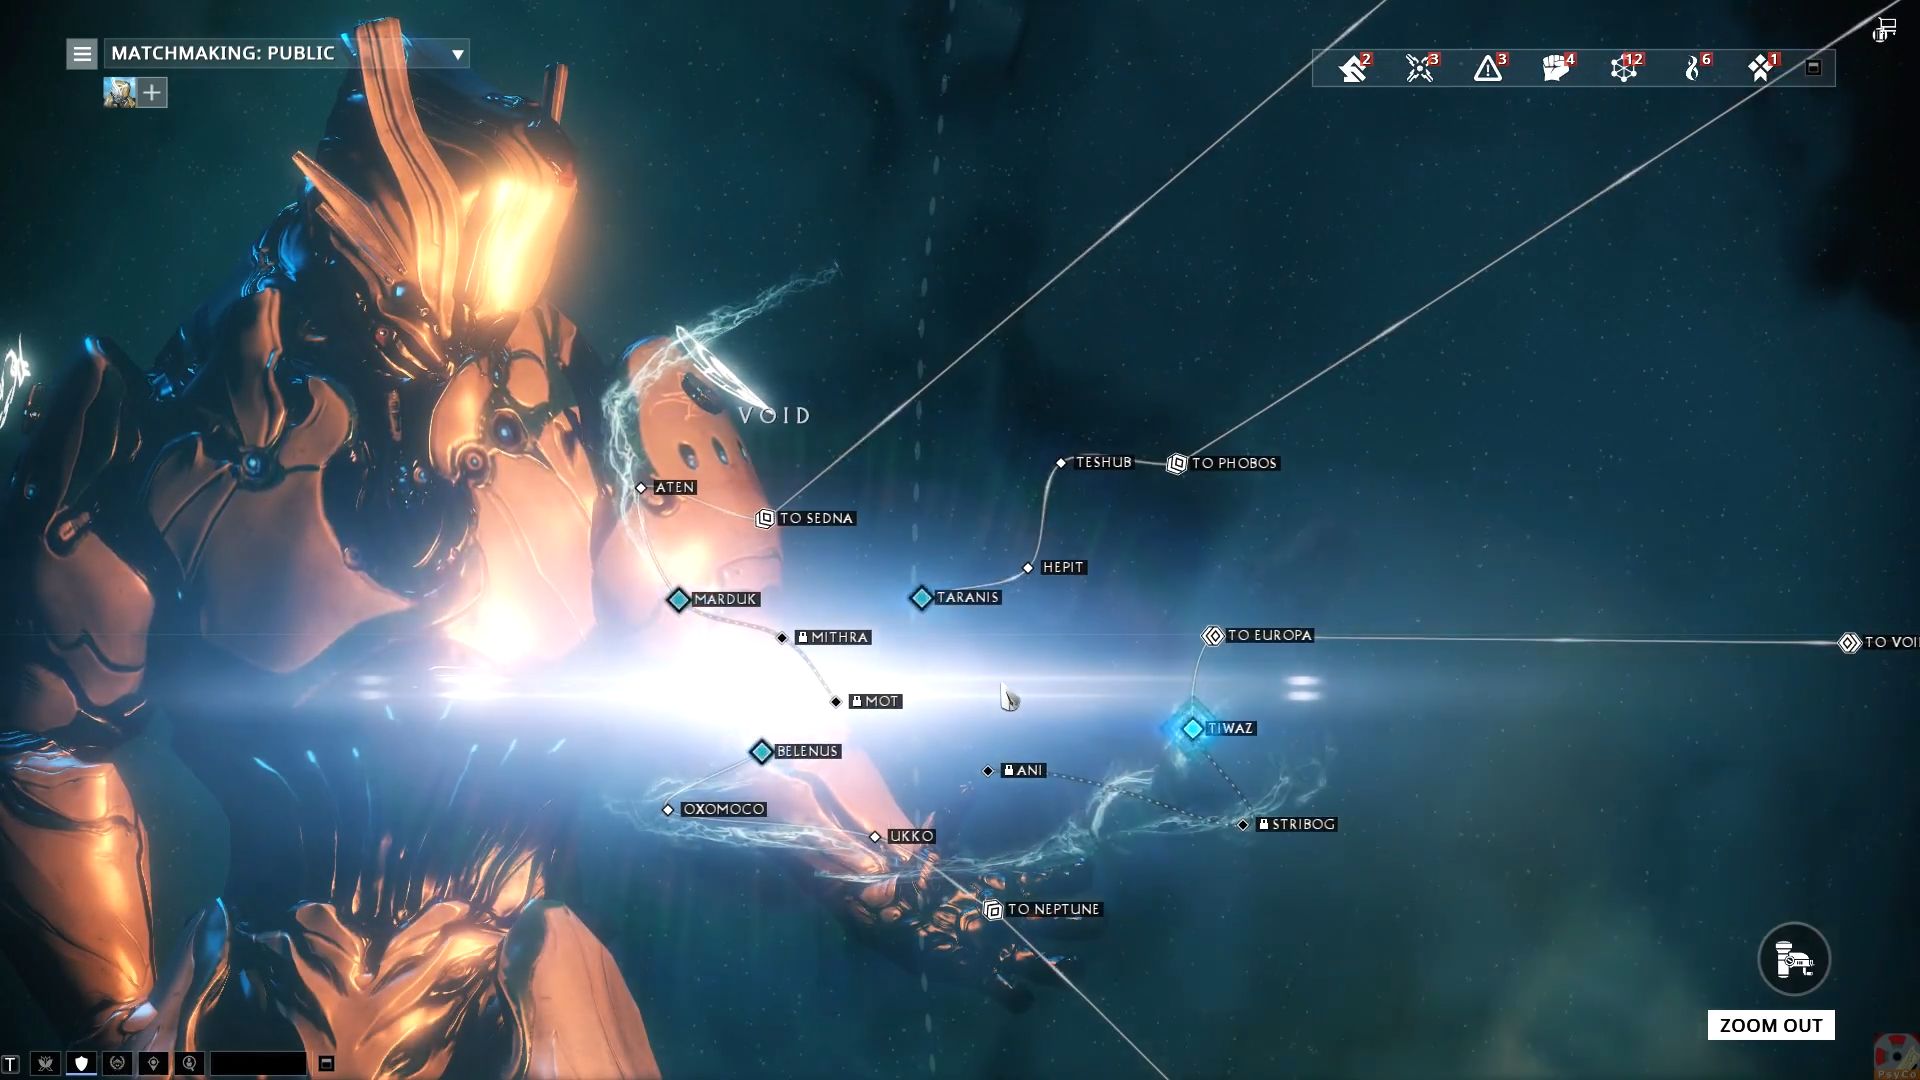 MATCHMAKING: PUBLIC
2
3
3
4
12
6
1
VOID
ATEN
TO SEDNA
TESHUB
TO PHOBOS
HEPIT
MARDUK
TARANIS
MITHRA
TO EUROPA
TO VOI
MOT
TIWAZ
BELENUS
ANI
OXOMOCO
STRIBOG
UKKO
TO NEPTUNE
ZOOM OUT
T
PsyCo